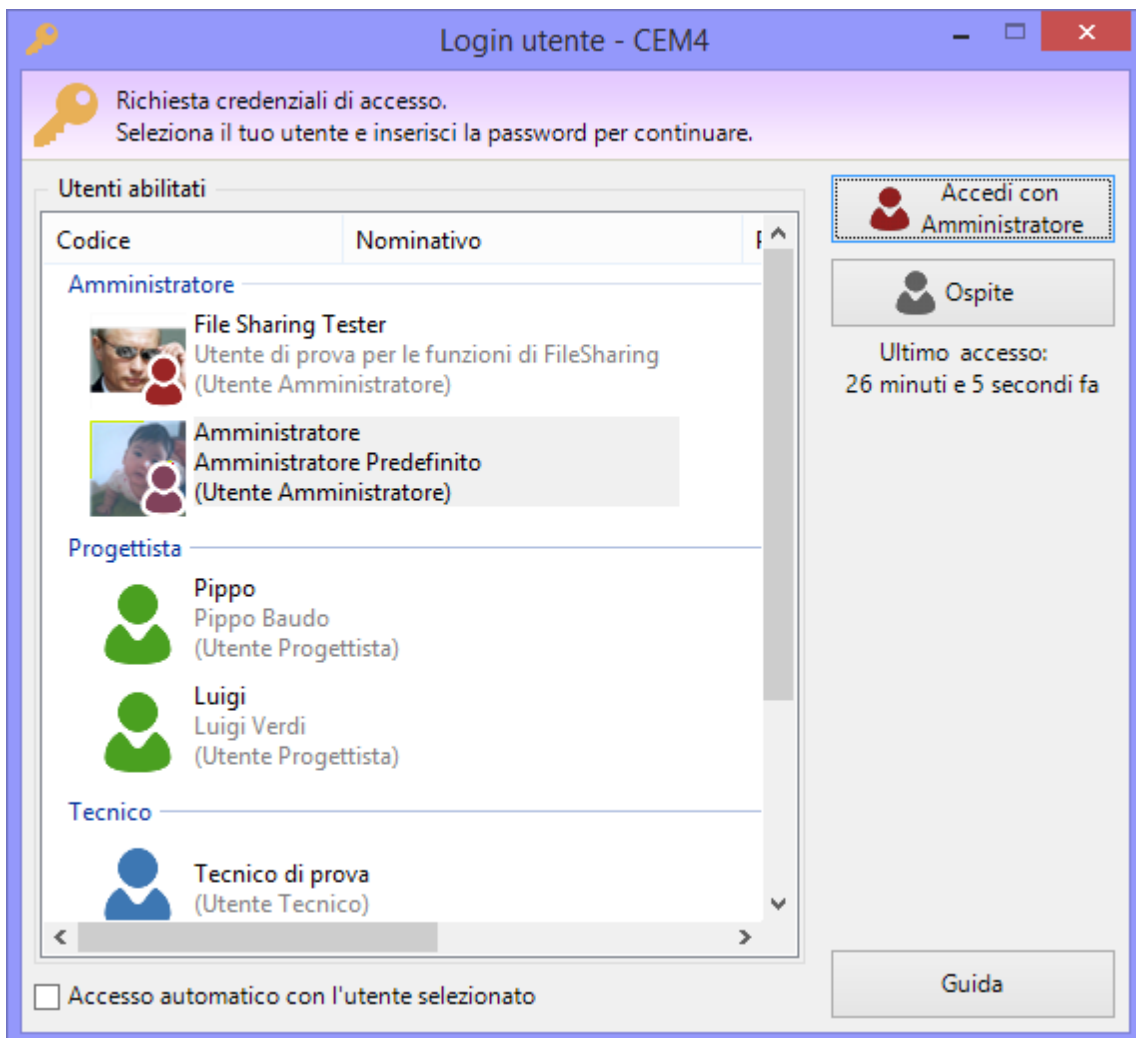 Login utente - CEM4
Richiesta credenziali di accesso.
Seleziona il tuo utente e inserisci la password per continuare.
Utenti abilitati
Codice Nominativo
Amministratore
File Sharing Tester
Utente di prova per le funzioni di FileSharing
(Utente Amministratore)
Amministratore
Amministratore Predefinito
(Utente Amministratore)
Progettista
Pippo
Pippo Baudo
(Utente Progettista)
Luigi
Luigi Verdi
(Utente Progettista)
Tecnico
Tecnico di prova
(Utente Tecnico)
Accesso automatico con l'utente selezionato
Accedi con
Amministratore
Ospite
Ultimo accesso:
26 minuti e 5 secondi fa
Guida